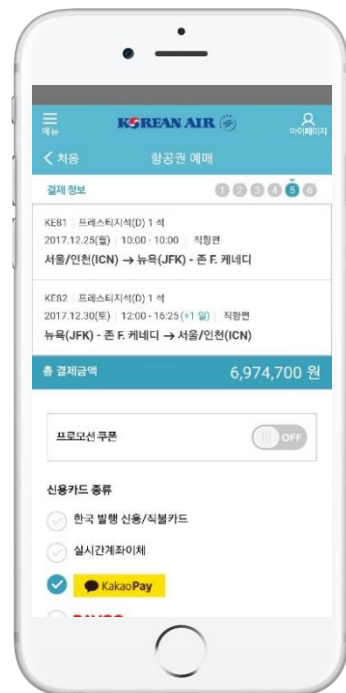 메뉴
KOREAN AIR
마이페이지
처음
항공권 예매
결제 정보
1 2 3 4 5 6
KE81 프레스티지석(D) 1 석
2017.12.25(월) 10:00 - 10:00 직항편
서울/인천(ICN) → 뉴욕(JFK) - 존 F. 케네디
KE82 프레스티지석(D) 1 석
2017.12.30(토) 12:00 - 16:25 (+1 일) 직항편
뉴욕(JFK) - 존 F. 케네디 → 서울/인천(ICN)
총 결제금액 6,974,700 원
프로모션 쿠폰 OFF
신용카드 종류
한국 발행 신용/직불카드
실시간계좌이체
KakaoPay